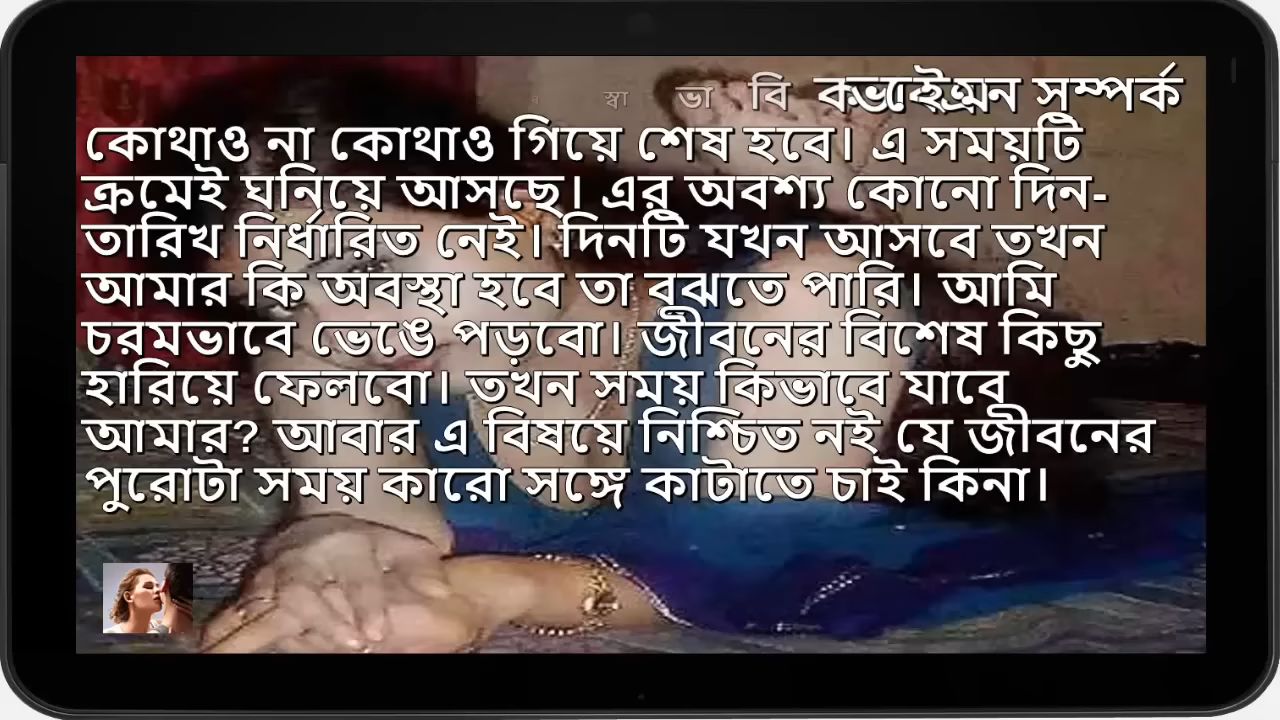 সম্পর্ক
কোথাও না কোথাও গিয়ে শেষ হবে। এ সময়টি
ক্রমেই ঘনিয়ে আসছে। এর অবশ্য কোনো দিন-
তারিখ নির্ধারিত নেই। দিনটি যখন আসবে তখন
আমার কি অবস্থা হবে তা বুঝতে পারি। আমি
চরমভাবে ভেঙে পড়বো। জীবনের বিশেষ কিছু
হারিয়ে ফেলবো। তখন সময় কিভাবে যাবে
আমার? আবার এ বিষয়ে নিশ্চিত নই যে জীবনের
পুরোটা সময় কারো সঙ্গে কাটাতে চাই কিনা।